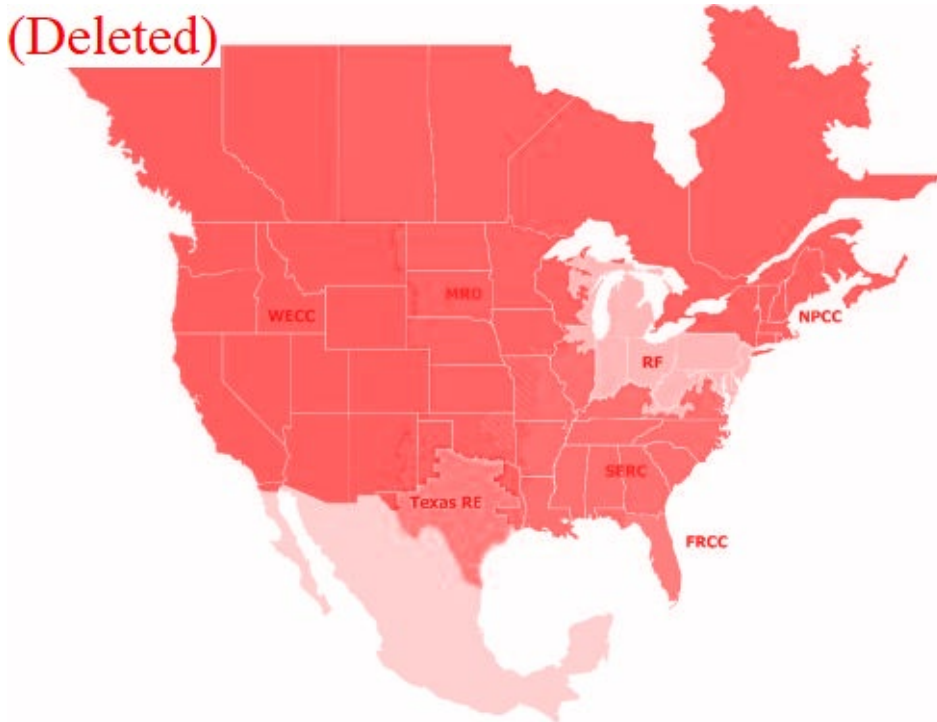 (Deleted)
MRO
WECC
NPCC
RF
SERC
Texas RE
FRCC